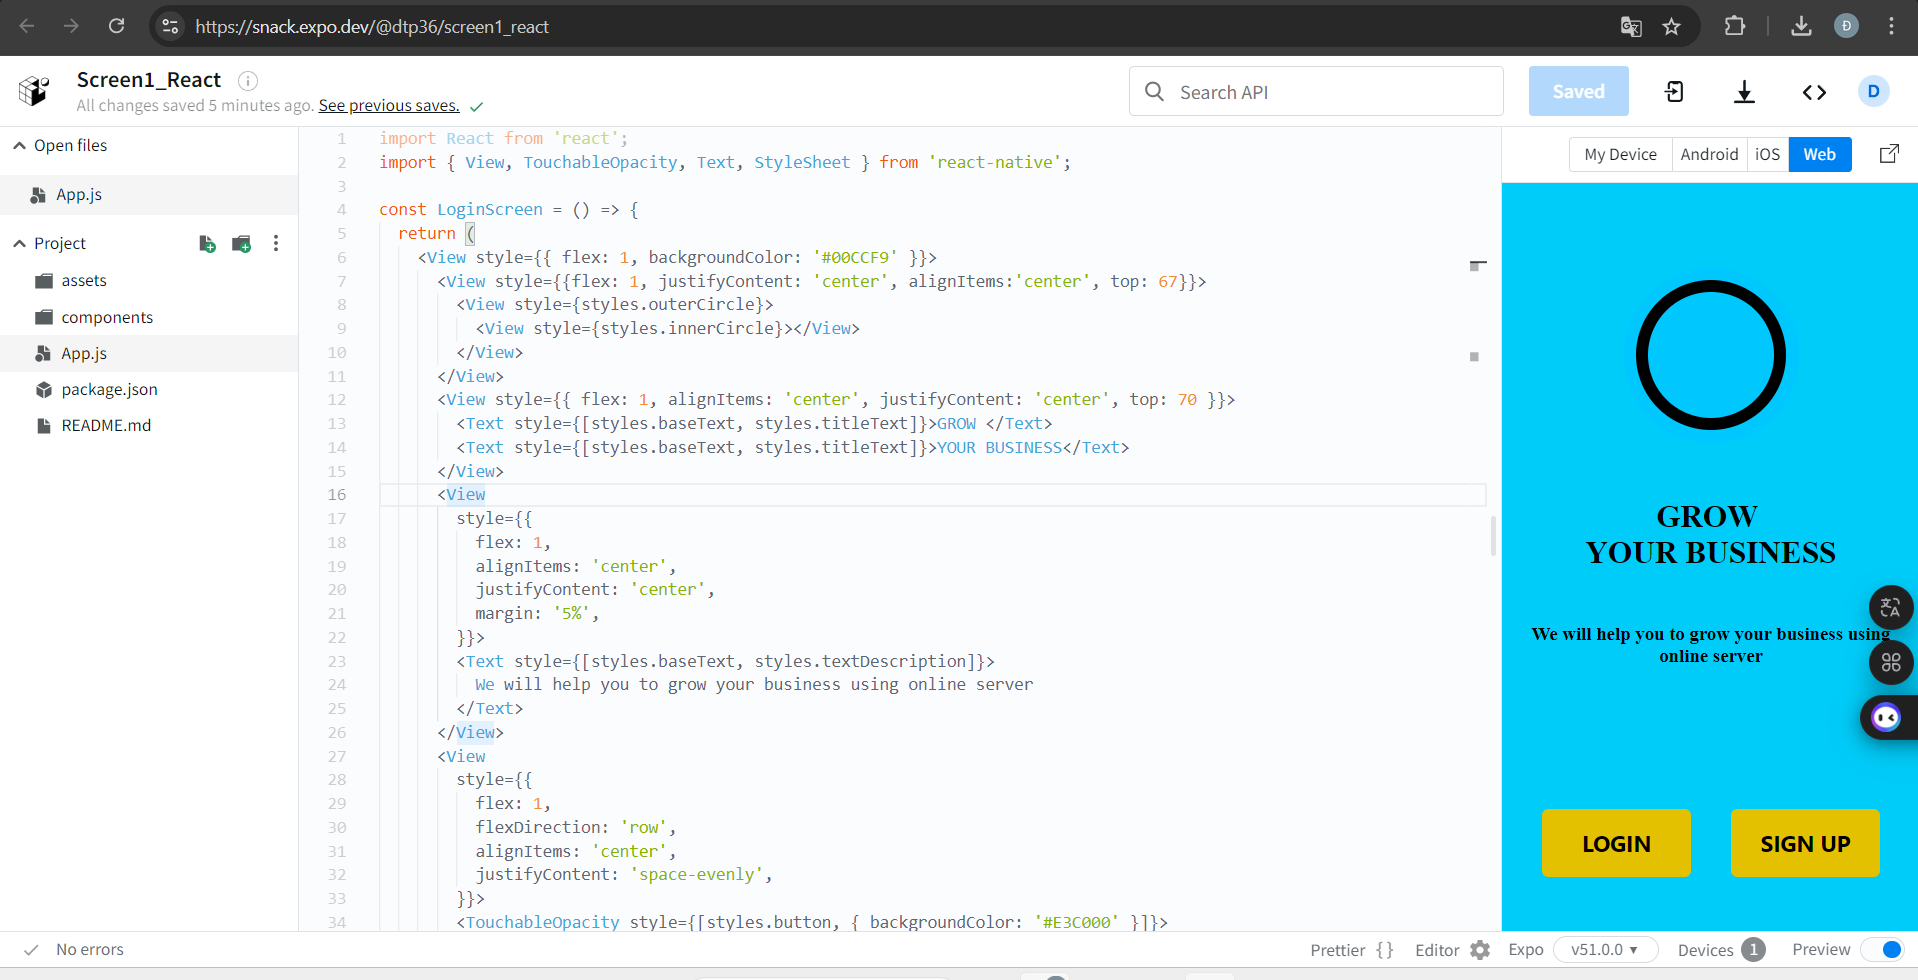 https://snack.expo.dev/@dtp36/screen1_react
Đ
Screen1_React
All changes saved 5 minutes ago. See previous saves.
Search API
Saved
D
Open files
App.js
Project
assets
components
App.js
package.json
README.md
1 import React from 'react';
2 import { View, TouchableOpacity, Text, StyleSheet } from 'react-native';
3
4 const LoginScreen = () => {
5 return (
6 <View style={{ flex: 1, backgroundColor: '#00CCF9' }}>
7 <View style={{flex: 1, justifyContent: 'center', alignItems:'center', top: 67}}>
8 <View style={styles.outerCircle}>
9 <View style={styles.innerCircle}></View>
10 </View>
11 </View>
12 <View style={{ flex: 1, alignItems: 'center', justifyContent: 'center', top: 70 }}>
13 <Text style={[styles.baseText, styles.titleText]}>GROW </Text>
14 <Text style={[styles.baseText, styles.titleText]}>YOUR BUSINESS</Text>
15 </View>
16 <View
17 style={{
18 flex: 1,
19 alignItems: 'center',
20 justifyContent: 'center',
21 margin: '5%',
22 }}>
23 <Text style={[styles.baseText, styles.textDescription]}>
24 We will help you to grow your business using online server
25 </Text>
26 </View>
27 <View
28 style={{
29 flex: 1,
30 flexDirection: 'row',
31 alignItems: 'center',
32 justifyContent: 'space-evenly',
33 }}>
34 <TouchableOpacity style={[styles.button, { backgroundColor: '#E3C000' }]}>
My Device Android iOS Web
GROW
YOUR BUSINESS
We will help you to grow your business using
online server
LOGIN SIGN UP
No errors
Prettier {} Editor Expo v51.0.0 Devices 1 Preview